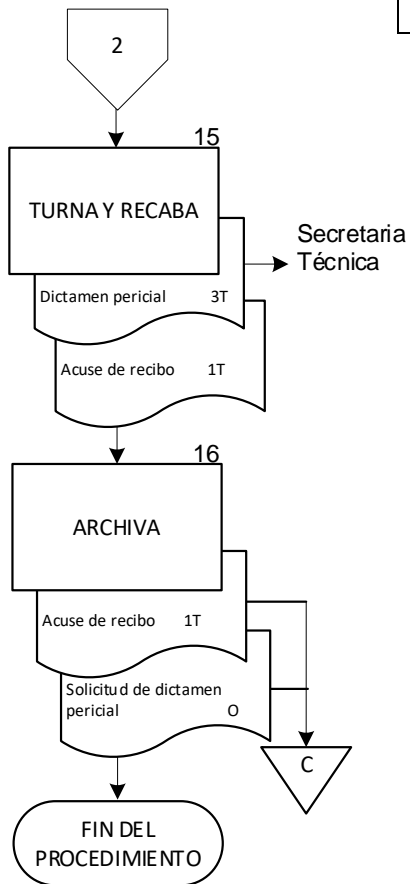 2
15
TURNA Y RECABA
Secretaria
Técnica
Dictamen pericial 3T
Acuse de recibo 1T
16
ARCHIVA
Acuse de recibo 1T
Solicitud de dictamen
pericial O
C
FIN DEL
PROCEDIMIENTO